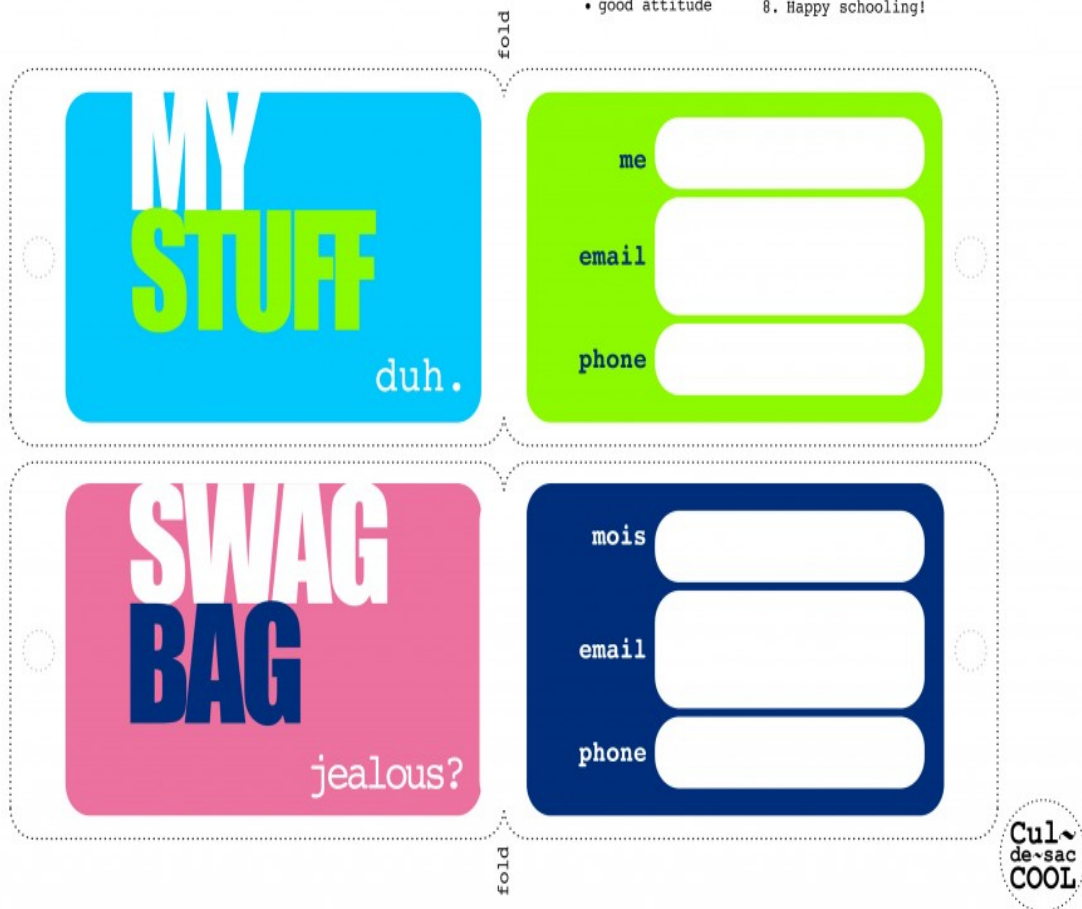 • good attitude
8. Happy schooling!
fold
MY
STUFF
duh.
me
email
phone
SWAG
BAG
jealous?
mois
email
phone
fold
Cul~
de~sac
COOL